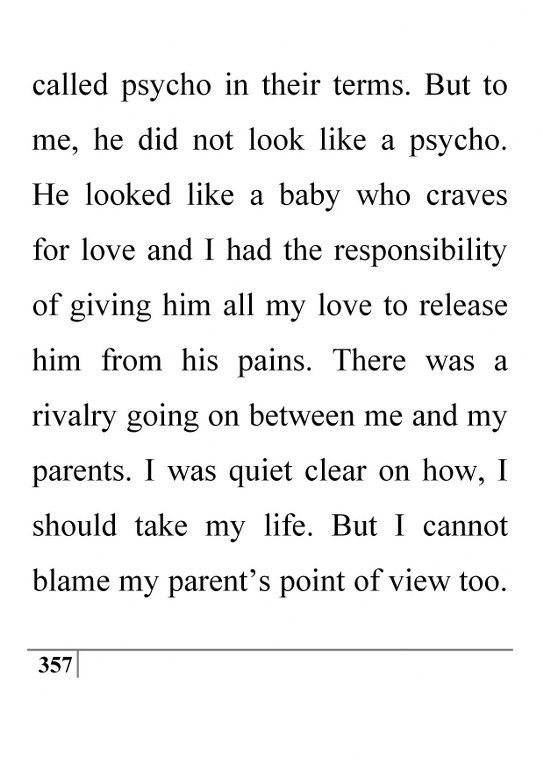 called psycho in their terms. But to
me, he did not look like a psycho.
He looked like a baby who craves
for love and I had the responsibility
of giving him all my love to release
him from his pains. There was a
rivalry going on between me and my
parents. I was quiet clear on how, I
should take my life. But I cannot
blame my parent’s point of view too.
357